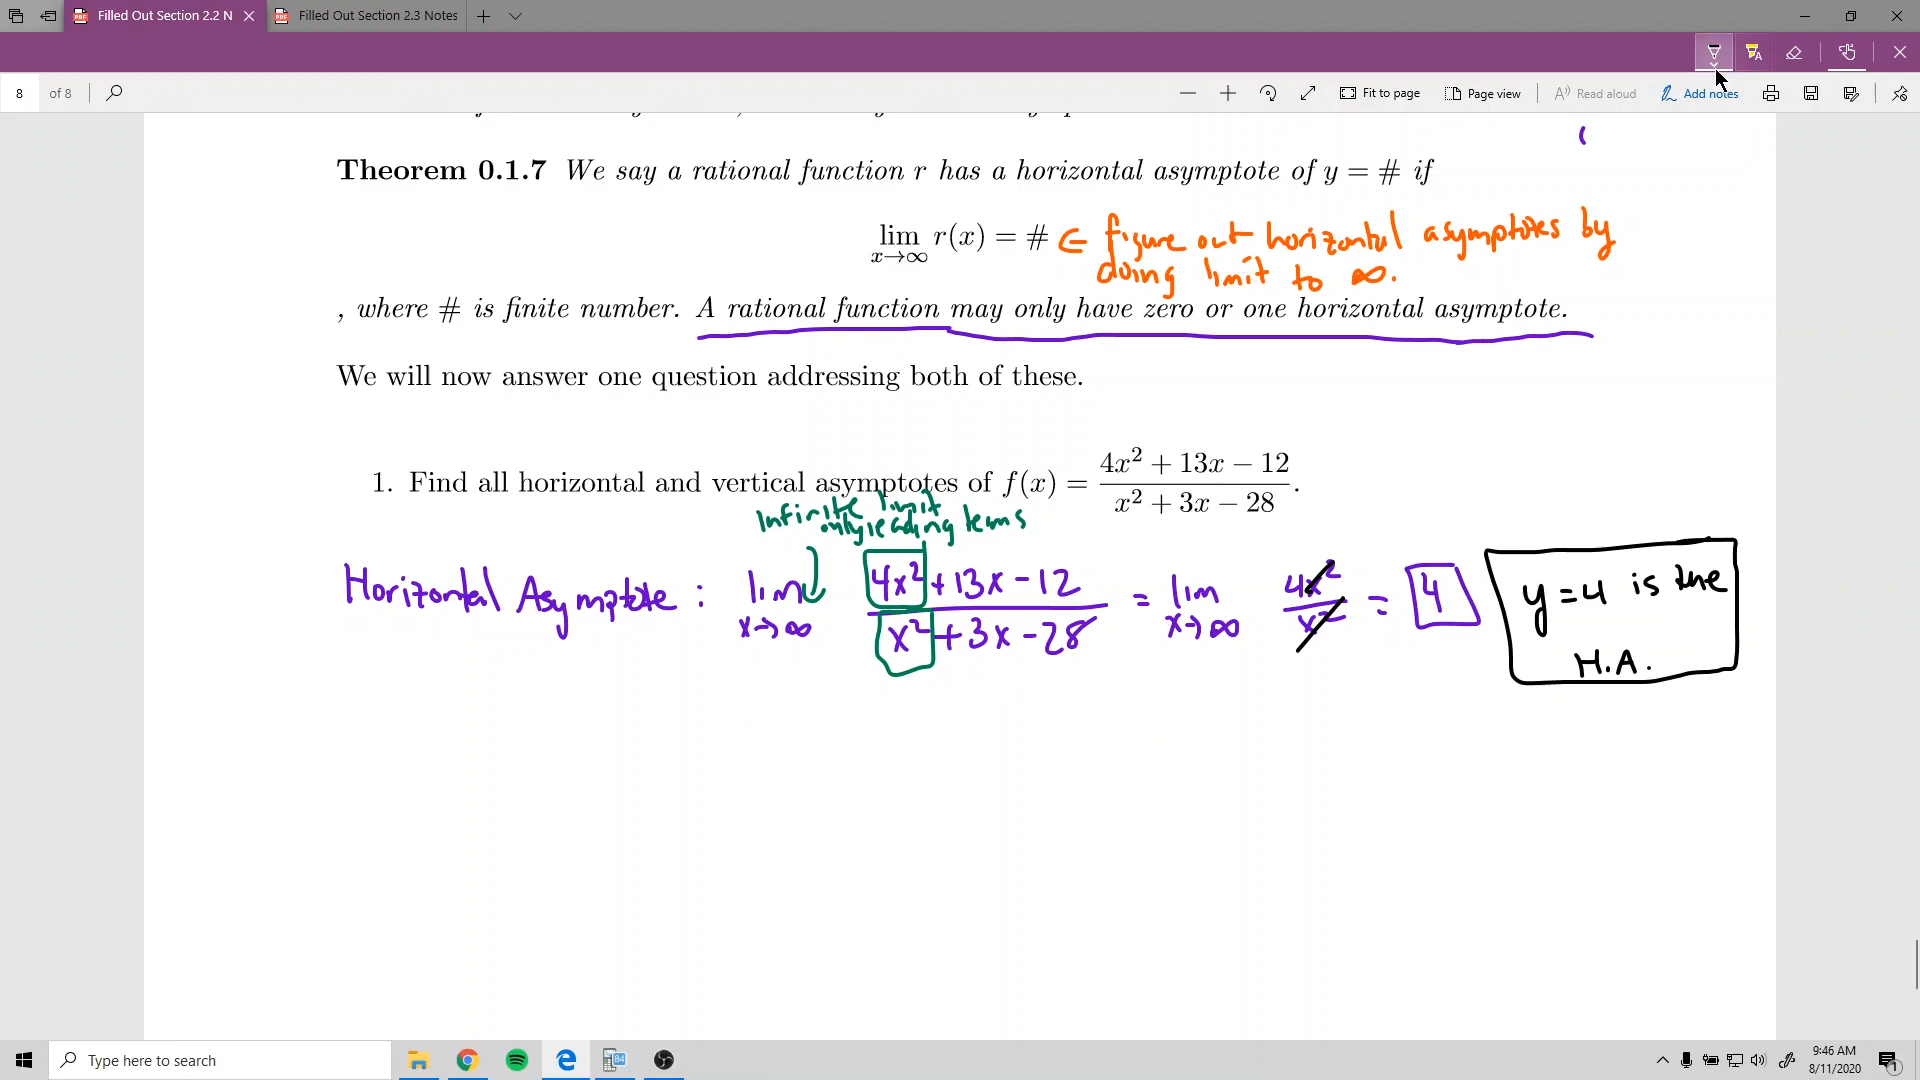 Filled Out Section 2.2 N
Filled Out Section 2.3 Notes
8 of 8
Fit to page
Page view
Read aloud
Add notes
Theorem 0.1.7 We say a rational function r has a horizontal asymptote of y = # if
lim r(x) = # ∈ figure out horizontal asymptotes by
x→∞ doing limit to ∞.
, where # is finite number. A rational function may only have zero or one horizontal asymptote.
We will now answer one question addressing both of these.
1. Find all horizontal and vertical asymptotes of f(x) = (4x² + 13x − 12)/(x² + 3x − 28).
Infinite limit
only leading terms
Horizontal Asymptote : lim x→∞ (4x²+13x-12)/(x²+3x-28) = lim x→∞ 4x²/x² = 4
y=4 is the
H.A.
Type here to search
84
9:46 AM
8/11/2020
1